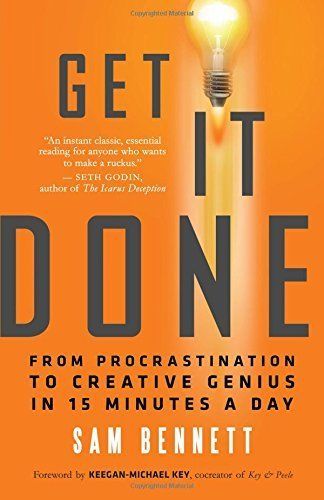 GET
IT
“An instant classic, essential
reading for anyone who wants
to make a ruckus.”
— SETH GODIN,
author of The Icarus Deception
DONE
FROM PROCRASTINATION
TO CREATIVE GENIUS
IN 15 MINUTES A DAY
SAM BENNETT
Foreword by KEEGAN-MICHAEL KEY, cocreator of Key & Peele